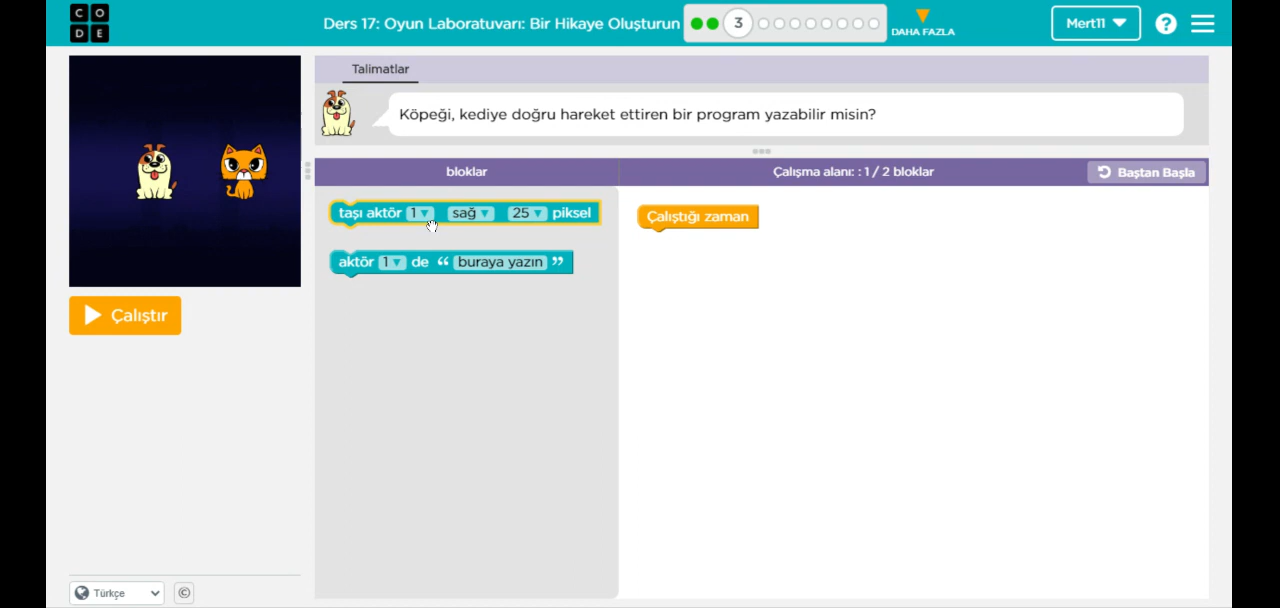 C O
D E
Ders 17: Oyun Laboratuvarı: Bir Hikaye Oluşturun
3
DAHA FAZLA
Mert11
?
Talimatlar
Köpeği, kediye doğru hareket ettiren bir program yazabilir misin?
bloklar
Çalışma alanı: : 1 / 2 bloklar
Baştan Başla
taşı aktör 1 sağ 25 piksel
Çalıştığı zaman
aktör 1 de “ buraya yazın ”
Çalıştır
Türkçe
©